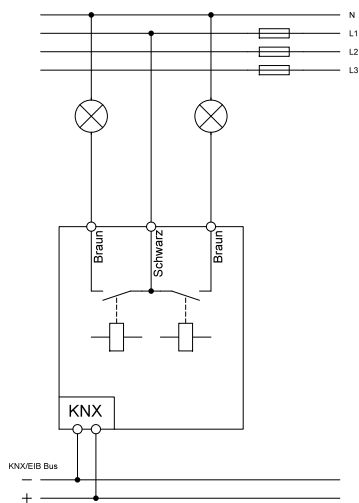 N
L1
L2
L3
Braun
Schwarz
Braun
KNX
KNX/EIB Bus
−
+